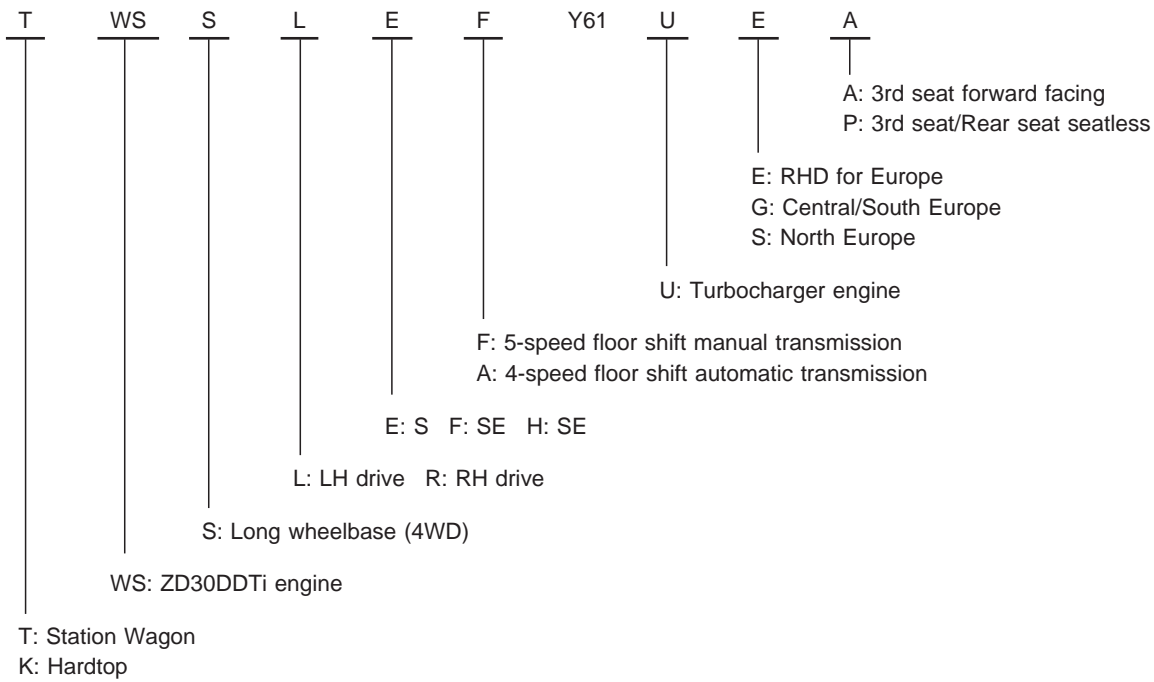 T WS S L E F Y61 U E A
A: 3rd seat forward facing
P: 3rd seat/Rear seat seatless
E: RHD for Europe
G: Central/South Europe
S: North Europe
U: Turbocharger engine
F: 5-speed floor shift manual transmission
A: 4-speed floor shift automatic transmission
E: S F: SE H: SE
L: LH drive R: RH drive
S: Long wheelbase (4WD)
WS: ZD30DDTi engine
T: Station Wagon
K: Hardtop